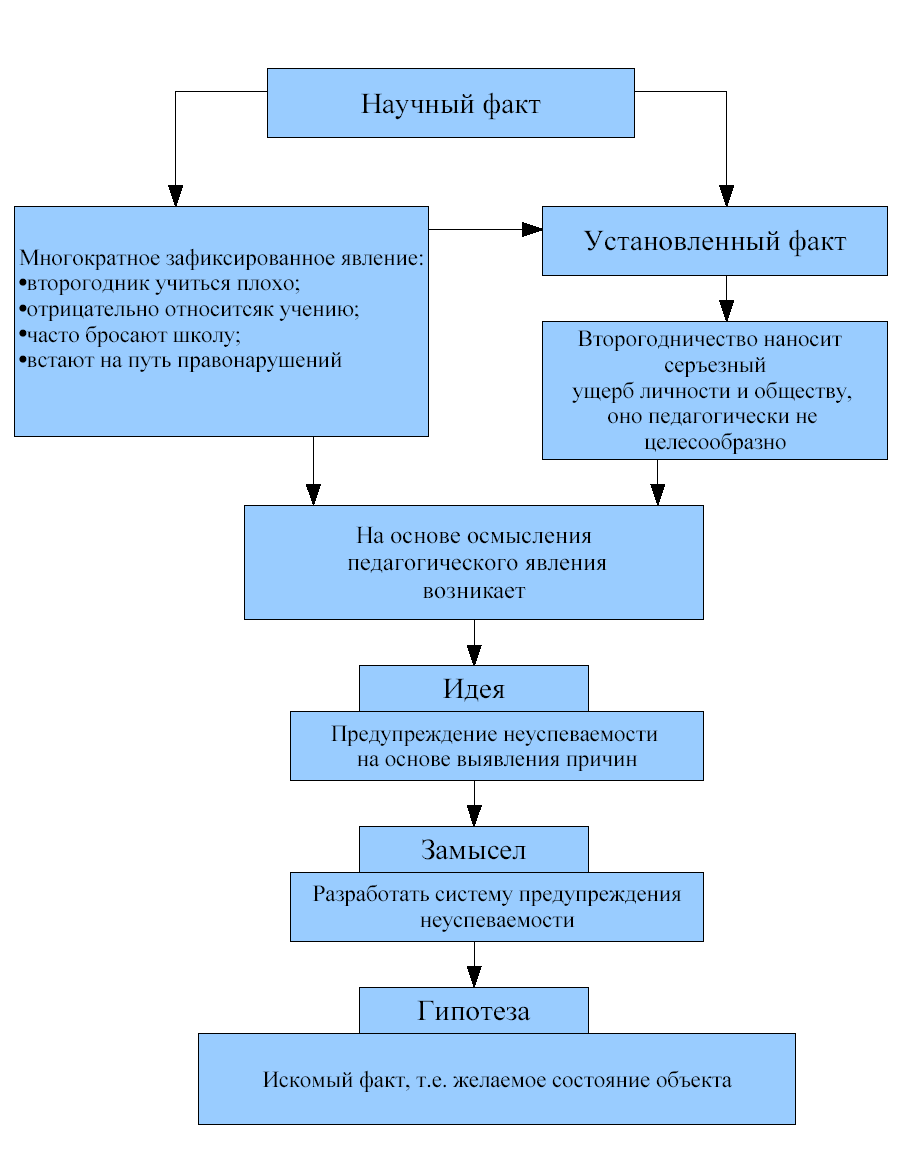 Научный факт
Многократное зафиксированное явление:
•второгодник учиться плохо;
•отрицательно относитсяк учению;
•часто бросают школу;
•встают на путь правонарушений
Установленный факт
Второгодничество наносит
серъезный
ущерб личности и обществу,
оно педагогически не
целесообразно
На основе осмысления
педагогического явления
возникает
Идея
Предупреждение неуспеваемости
на основе выявления причин
Замысел
Разработать систему предупреждения
неуспеваемости
Гипотеза
Искомый факт, т.е. желаемое состояние объекта